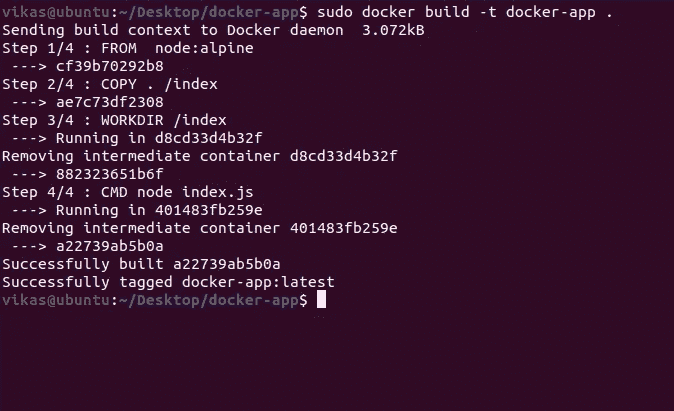 vikas@ubuntu:~/Desktop/docker-app$ sudo docker build -t docker-app .
Sending build context to Docker daemon  3.072kB
Step 1/4 : FROM  node:alpine
 ---> cf39b70292b8
Step 2/4 : COPY . /index
 ---> ae7c73df2308
Step 3/4 : WORKDIR /index
 ---> Running in d8cd33d4b32f
Removing intermediate container d8cd33d4b32f
 ---> 882323651b6f
Step 4/4 : CMD node index.js
 ---> Running in 401483fb259e
Removing intermediate container 401483fb259e
 ---> a22739ab5b0a
Successfully built a22739ab5b0a
Successfully tagged docker-app:latest
vikas@ubuntu:~/Desktop/docker-app$